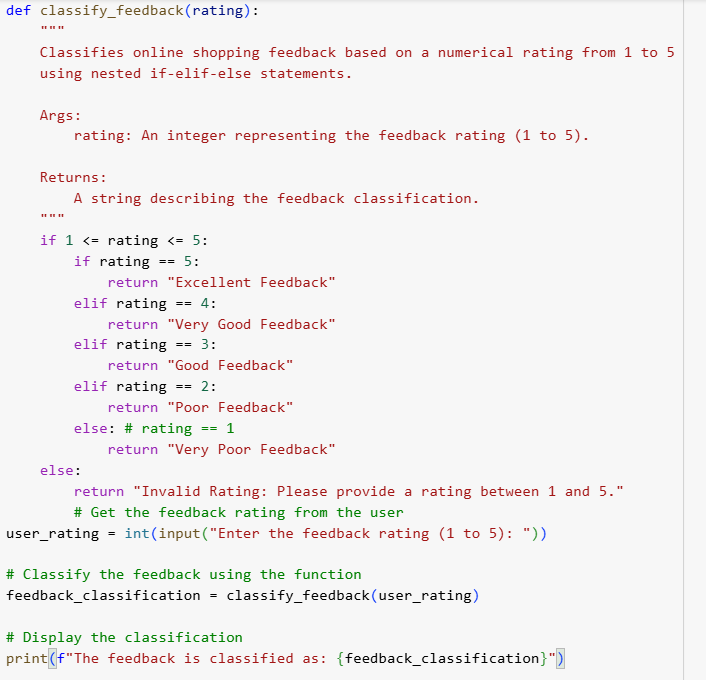 def classify_feedback(rating):
    """
    Classifies online shopping feedback based on a numerical rating from 1 to 5
    using nested if-elif-else statements.

    Args:
        rating: An integer representing the feedback rating (1 to 5).

    Returns:
        A string describing the feedback classification.
    """
    if 1 <= rating <= 5:
        if rating == 5:
            return "Excellent Feedback"
        elif rating == 4:
            return "Very Good Feedback"
        elif rating == 3:
            return "Good Feedback"
        elif rating == 2:
            return "Poor Feedback"
        else: # rating == 1
            return "Very Poor Feedback"
    else:
        return "Invalid Rating: Please provide a rating between 1 and 5."
        # Get the feedback rating from the user
user_rating = int(input("Enter the feedback rating (1 to 5): "))

# Classify the feedback using the function
feedback_classification = classify_feedback(user_rating)

# Display the classification
print(f"The feedback is classified as: {feedback_classification}")